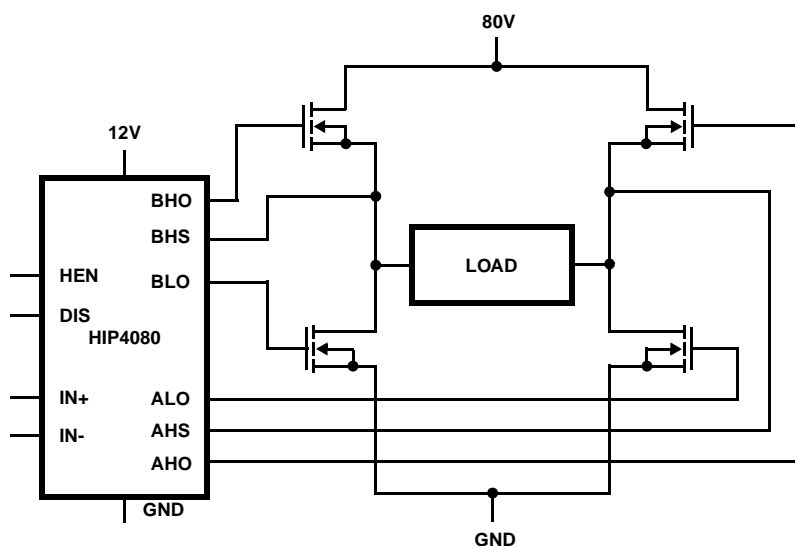 80V
12V
BHO
BHS
HEN
BLO
LOAD
DIS
HIP4080
IN+
ALO
IN-
AHS
AHO
GND
GND